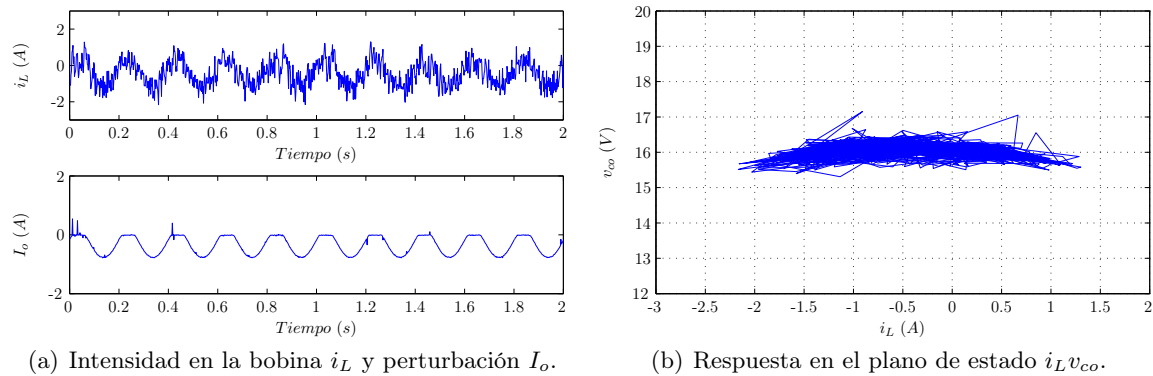 2
0
-2
i_L (A)
0 0.2 0.4 0.6 0.8 1 1.2 1.4 1.6 1.8 2
Tiempo (s)
2
0
-2
I_o (A)
0 0.2 0.4 0.6 0.8 1 1.2 1.4 1.6 1.8 2
Tiempo (s)
(a) Intensidad en la bobina i_L y perturbación I_o.
20
19
18
17
16
15
14
13
12
v_co (V)
-3 -2.5 -2 -1.5 -1 -0.5 0 0.5 1 1.5 2
i_L (A)
(b) Respuesta en el plano de estado i_L v_co.